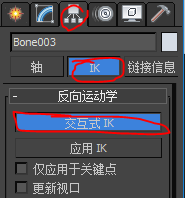 Bone003
轴 IK 链接信息
- 反向运动学
交互式 IK
应用 IK
仅应用于关键点
更新视口